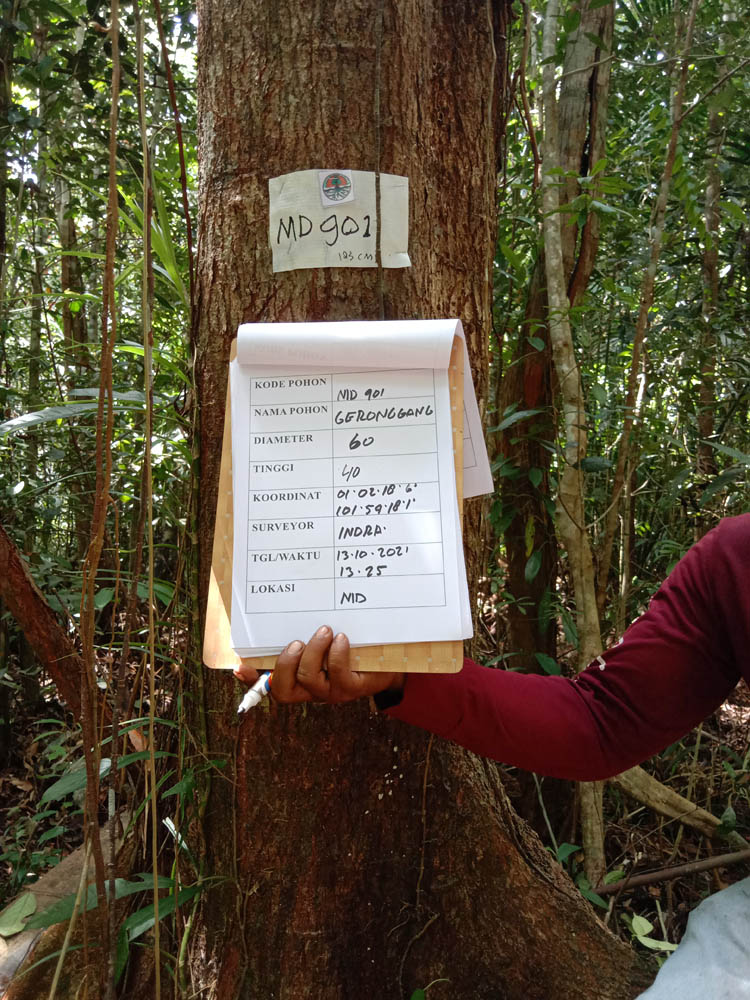 MD 901
193 CM
KODE POHON MD 901
NAMA POHON GERONGGANG
DIAMETER 60
TINGGI 40
KOORDINAT 01.02.18.'6'
101.59.18'1'
SURVEYOR INDRA.
TGL/WAKTU 13.10.2021
13.25
LOKASI MD